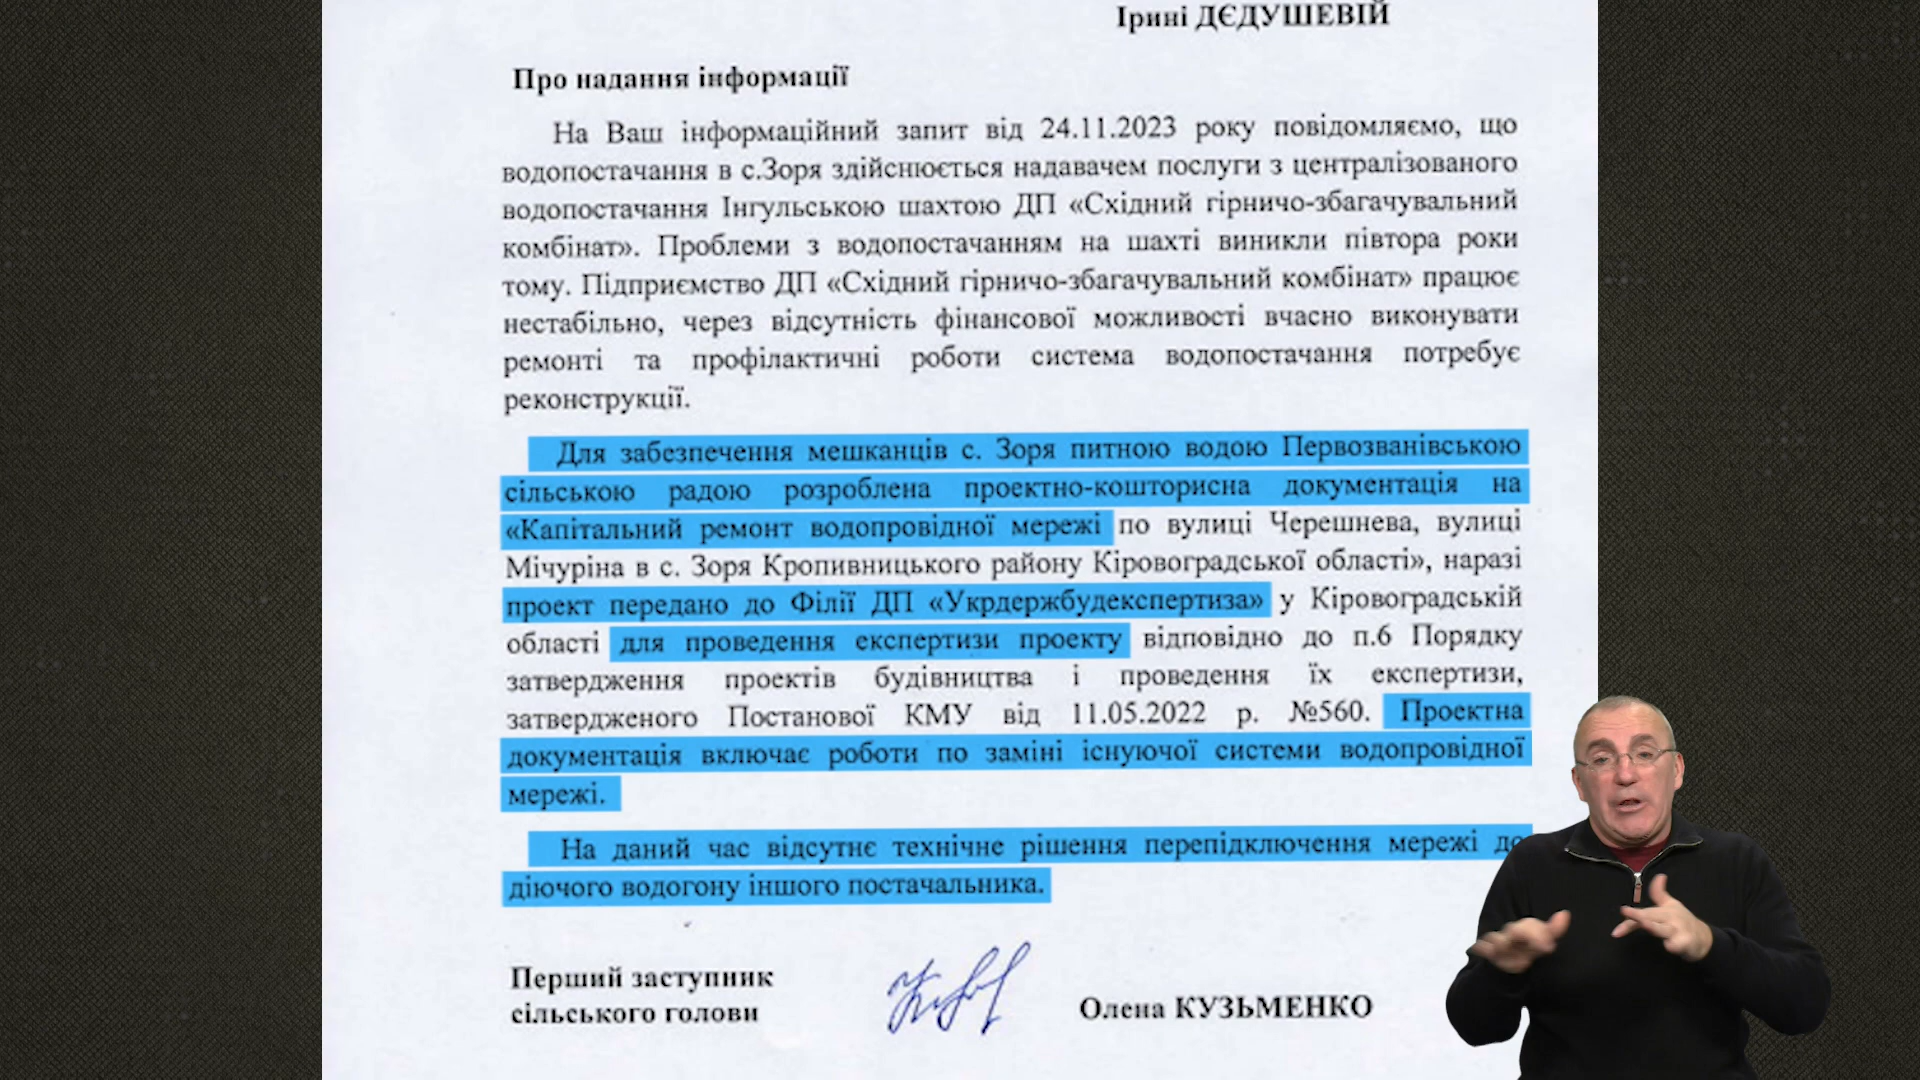 Ірині ДЄДУШЕВІЙ
Про надання інформації
На Ваш інформаційний запит від 24.11.2023 року повідомляємо, що
водопостачання в с.Зоря здійснюється надавачем послуги з централізованого
водопостачання Інгульською шахтою ДП «Східний гірничо-збагачувальний
комбінат». Проблеми з водопостачанням на шахті виникли півтора роки
тому. Підприємство ДП «Східний гірничо-збагачувальний комбінат» працює
нестабільно, через відсутність фінансової можливості вчасно виконувати
ремонті та профілактичні роботи система водопостачання потребує
реконструкції.
Для забезпечення мешканців с. Зоря питною водою Первозванівською
сільською радою розроблена проектно-кошторисна документація на
«Капітальний ремонт водопровідної мережі по вулиці Черешнева, вулиці
Мічуріна в с. Зоря Кропивницького району Кіровоградської області», наразі
проект передано до Філії ДП «Укрдержбудекспертиза» у Кіровоградській
області для проведення експертизи проекту відповідно до п.6 Порядку
затвердження проектів будівництва і проведення їх експертизи,
затвердженого Постанової КМУ від 11.05.2022 р. №560. Проектна
документація включає роботи по заміні існуючої системи водопровідної
мережі.
На даний час відсутнє технічне рішення перепідключення мережі до
діючого водогону іншого постачальника.
Перший заступник
сільського голови
Олена КУЗЬМЕНКО